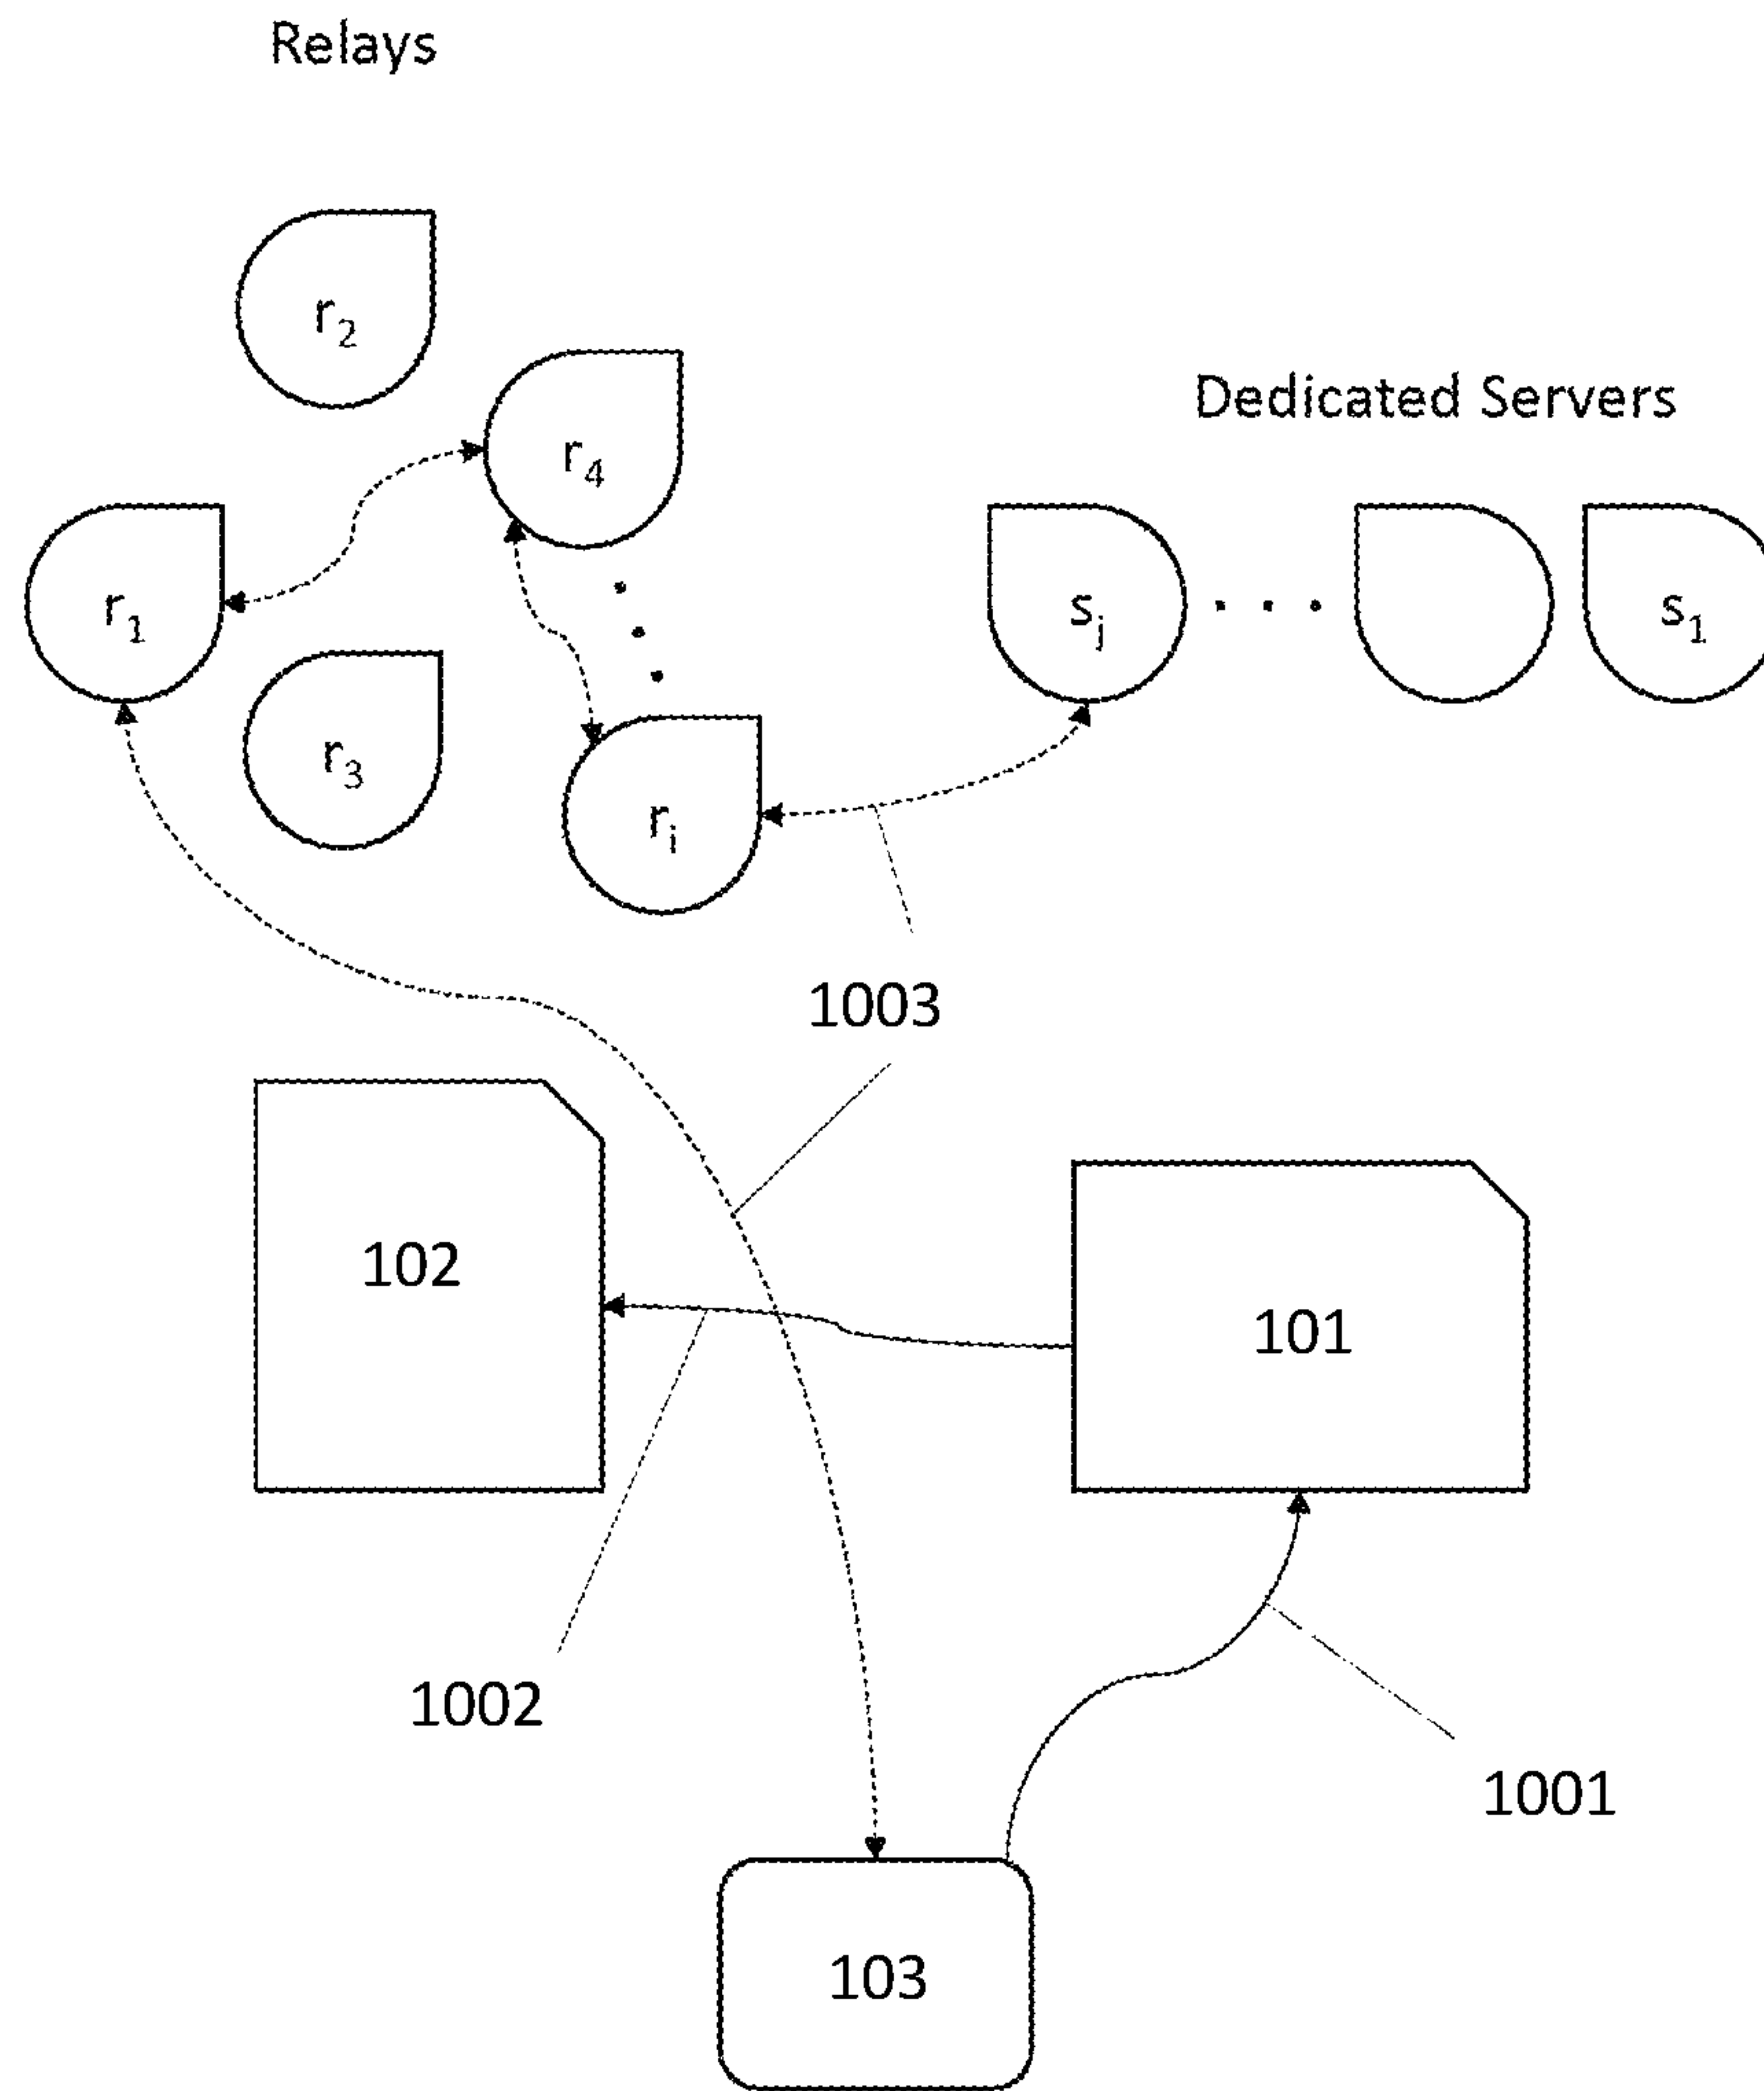 Relays
r2
r4
Dedicated Servers
r1
sj
s1
r3
ri
1003
102
101
1002
1001
103